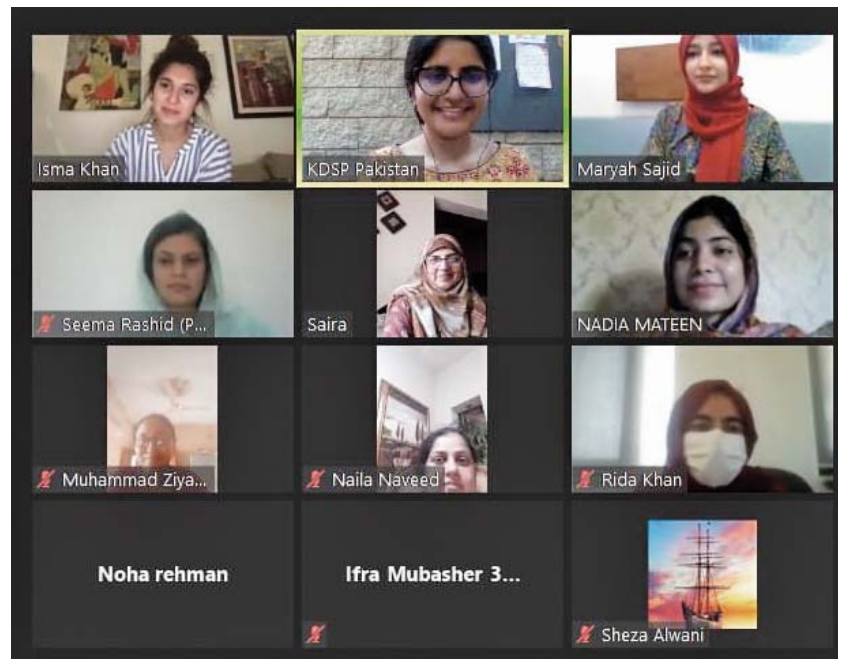 Isma Khan
KDSP Pakistan
Maryah Sajid
Seema Rashid (P...
Saira
NADIA MATEEN
Muhammad Ziya...
Naila Naveed
Rida Khan
Noha rehman
Ifra Mubasher 3...
Sheza Alwani